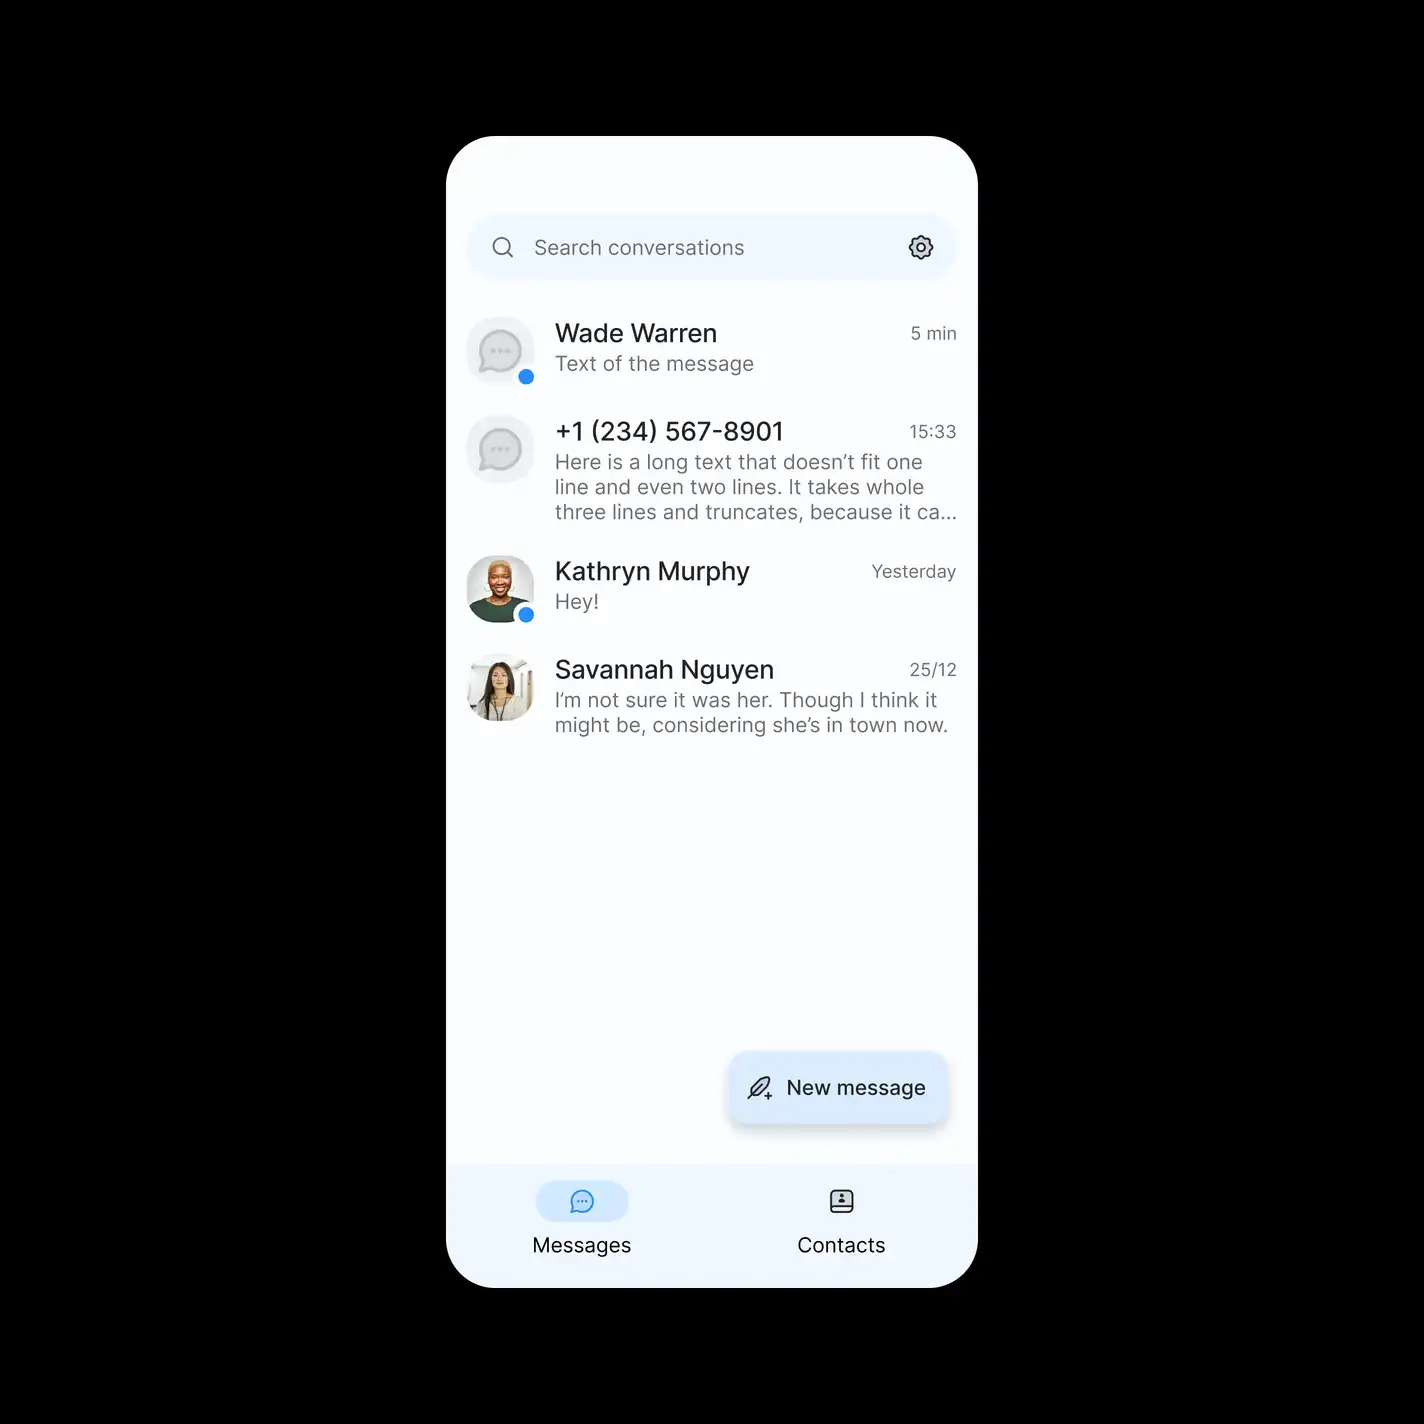 Search conversations
Wade Warren
5 min
Text of the message
+1 (234) 567-8901
15:33
Here is a long text that doesn’t fit one
line and even two lines. It takes whole
three lines and truncates, because it ca...
Kathryn Murphy
Yesterday
Hey!
Savannah Nguyen
25/12
I’m not sure it was her. Though I think it
might be, considering she’s in town now.
New message
Messages
Contacts